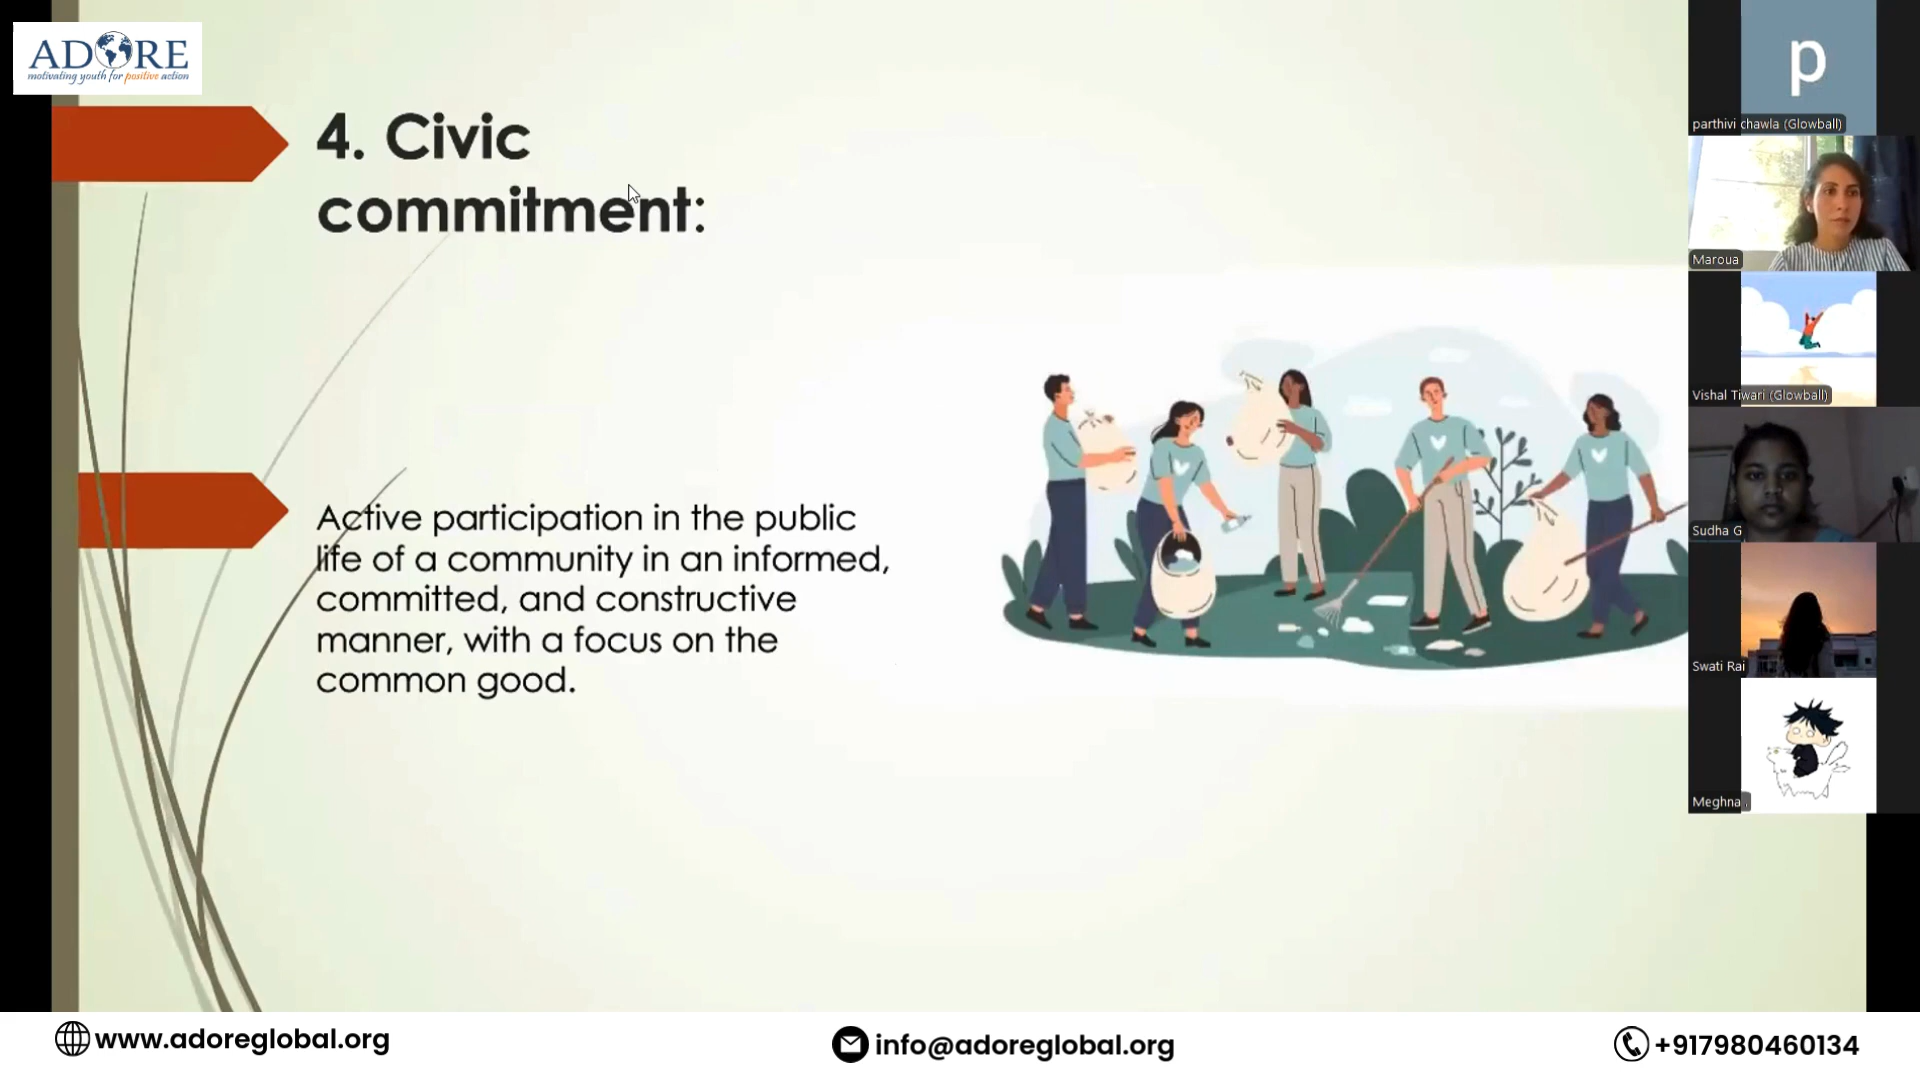 ADORE
motivating youth for positive action
4. Civic
commitment:
Active participation in the public
life of a community in an informed,
committed, and constructive
manner, with a focus on the
common good.
p
parthivi chawla (Glowball)
Maroua
Vishal Tiwari (Glowball)
Sudha G
Swati Rai
Meghna
www.adoreglobal.org
info@adoreglobal.org
+917980460134